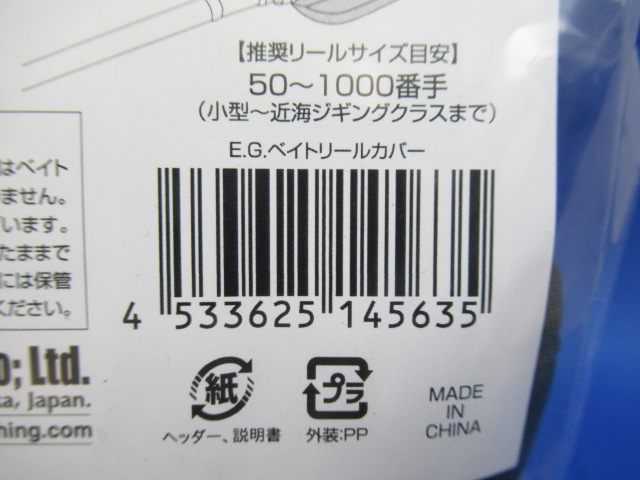 【推奨リールサイズ目安】
50～1000番手
(小型～近海ジギングクラスまで)
E.G.ベイトリールカバー
はベイト
ません。
ています。
たままで
には保管
ください。
4 533625 145635
o; Ltd.
a, Japan.
hing.com
紙
ヘッダー、説明書
プラ
外装:PP
MADE
IN
CHINA